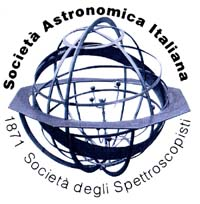 Società Astronomica Italiana
1871 Società degli Spettroscopisti